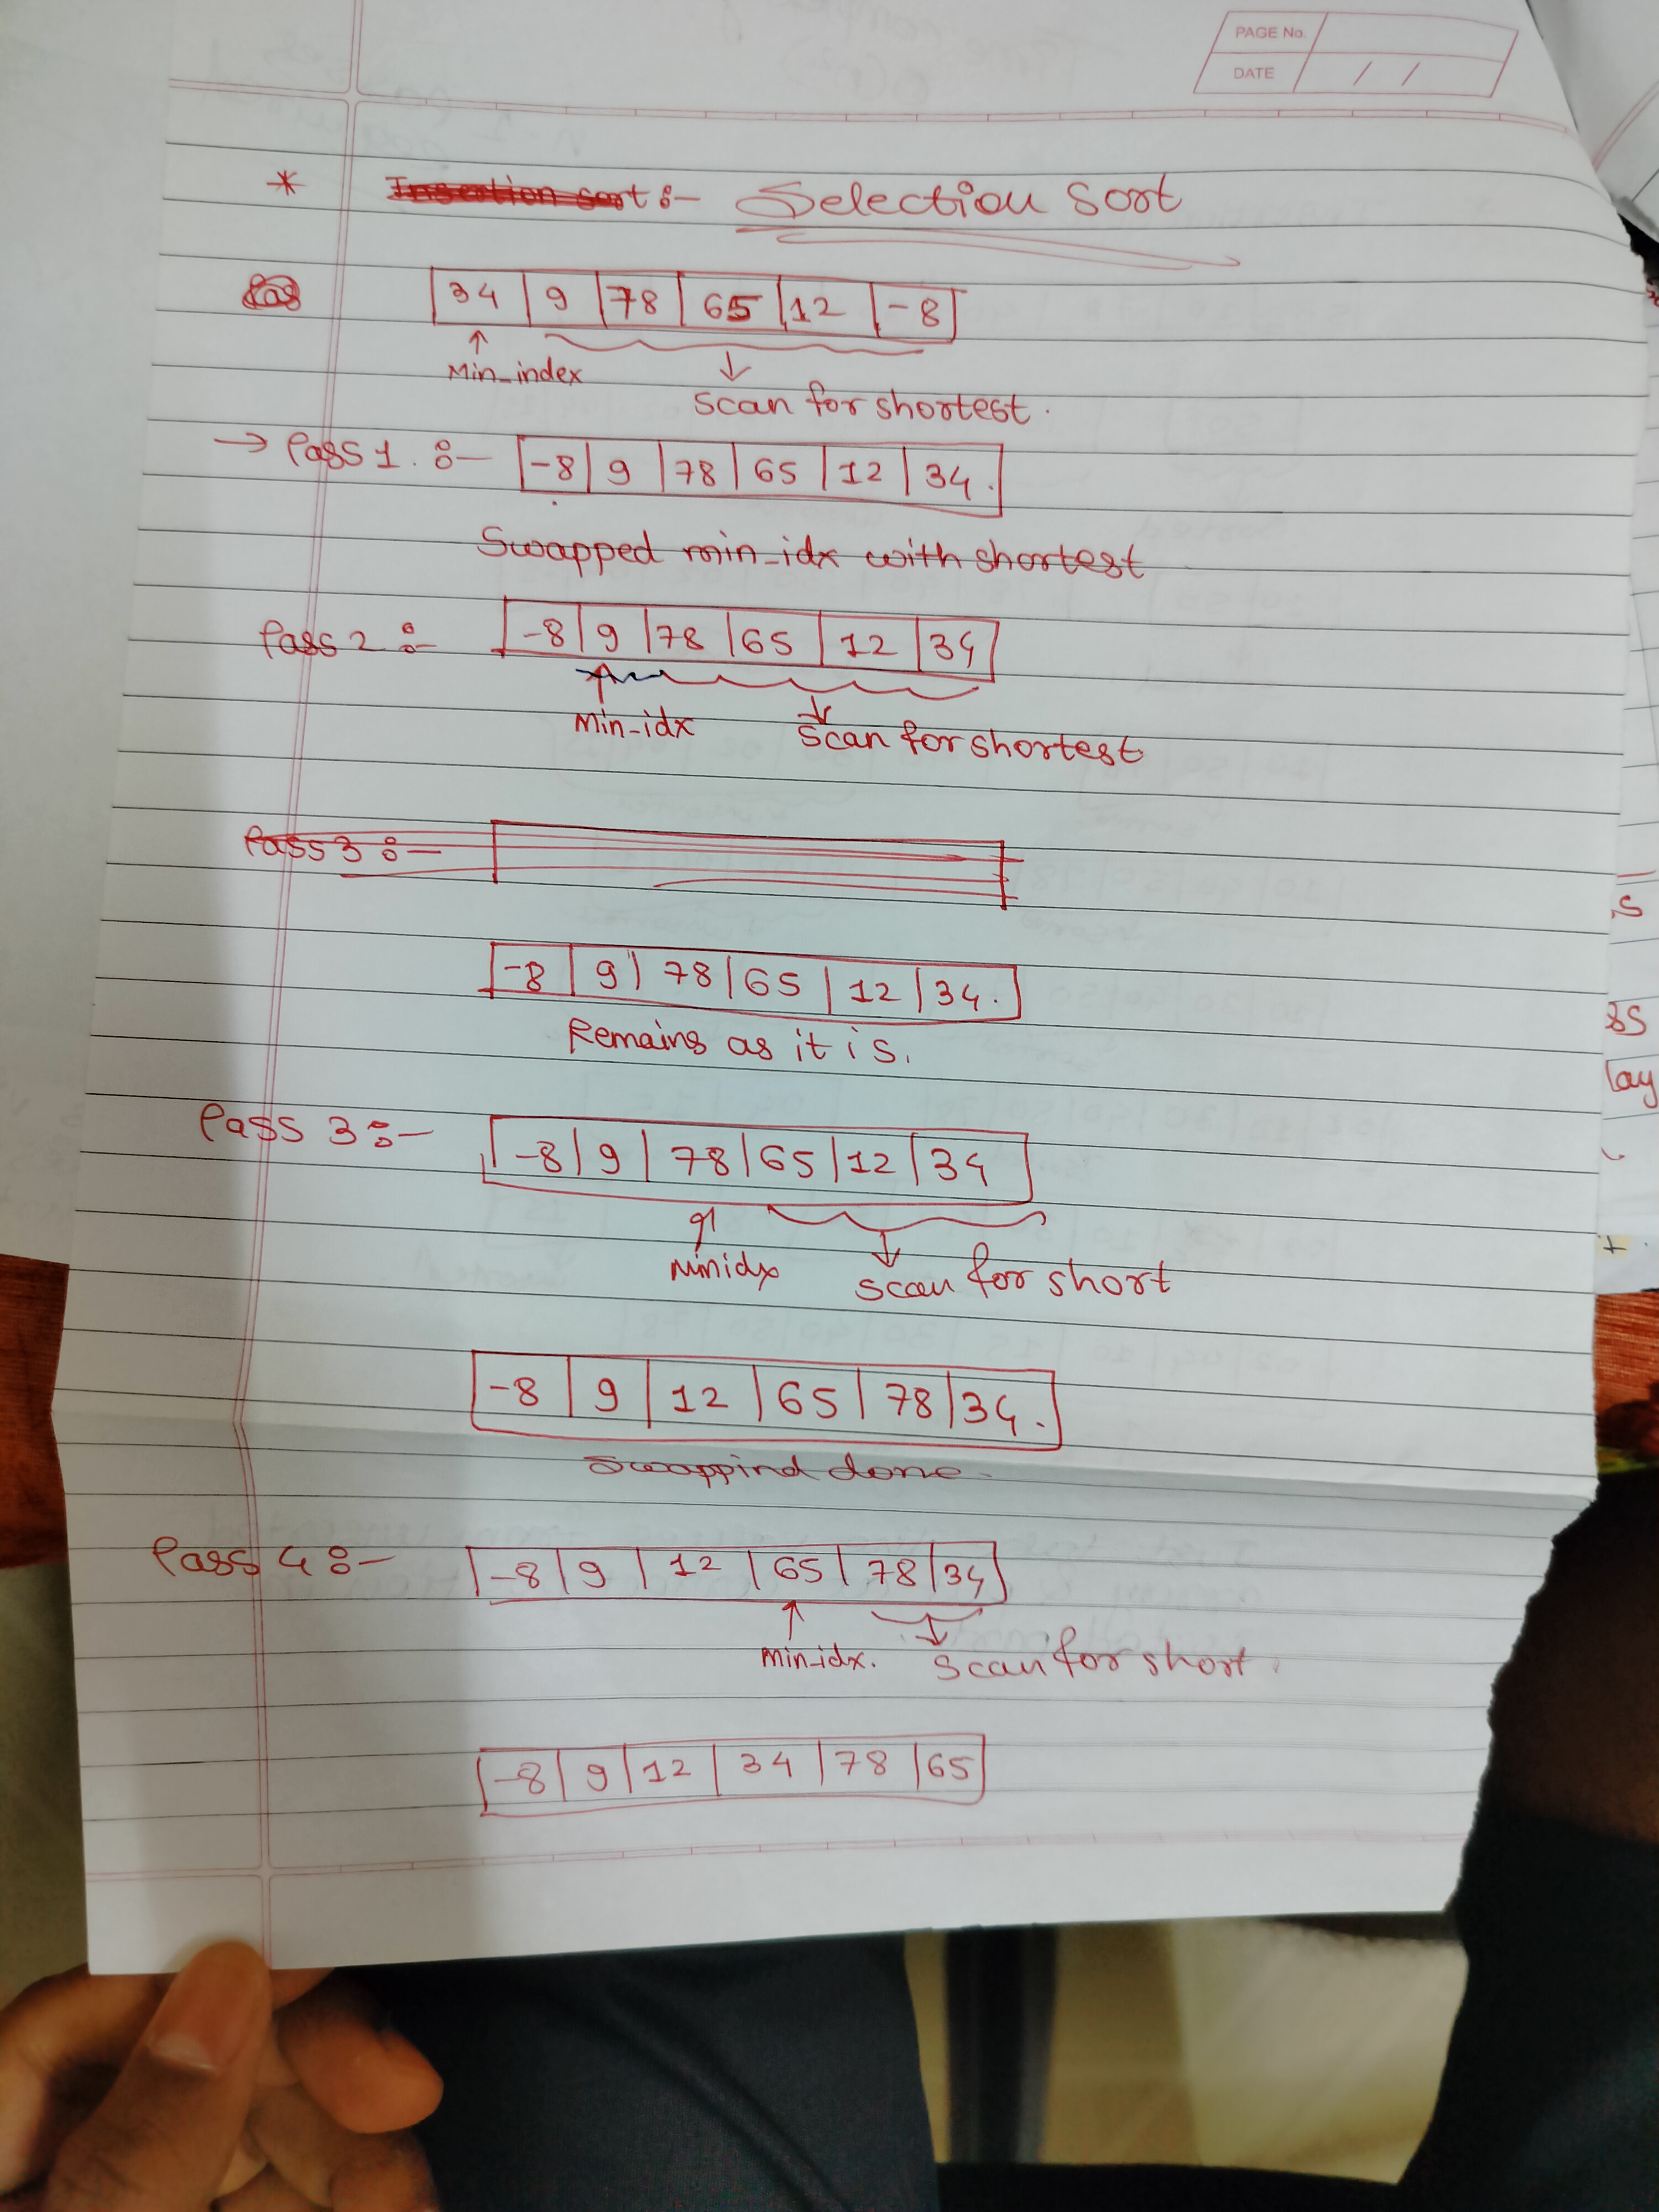 PAGE No.
DATE / /
* Insertion sort :- Selection Sort
34 | 9 | 78 | 65 | 12 | -8
↑ ↓
Min_index
Scan for shortest.
→ Pass 1. :- -8 | 9 | 78 | 65 | 12 | 34.
Swapped min_idx with shortest
Pass 2 :- -8 | 9 | 78 | 65 | 12 | 34
Min_idx Scan for shortest
Pass 3 :-
-8 | 9 | 78 | 65 | 12 | 34.
Remains as it is.
Pass 3 :- -8 | 9 | 78 | 65 | 12 | 34
Minidx Scan for short
-8 | 9 | 12 | 65 | 78 | 34.
Swappind done.
Pass 4 :- -8 | 9 | 12 | 65 | 78 | 34
Min-idx. Scan for short.
-8 | 9 | 12 | 34 | 78 | 65